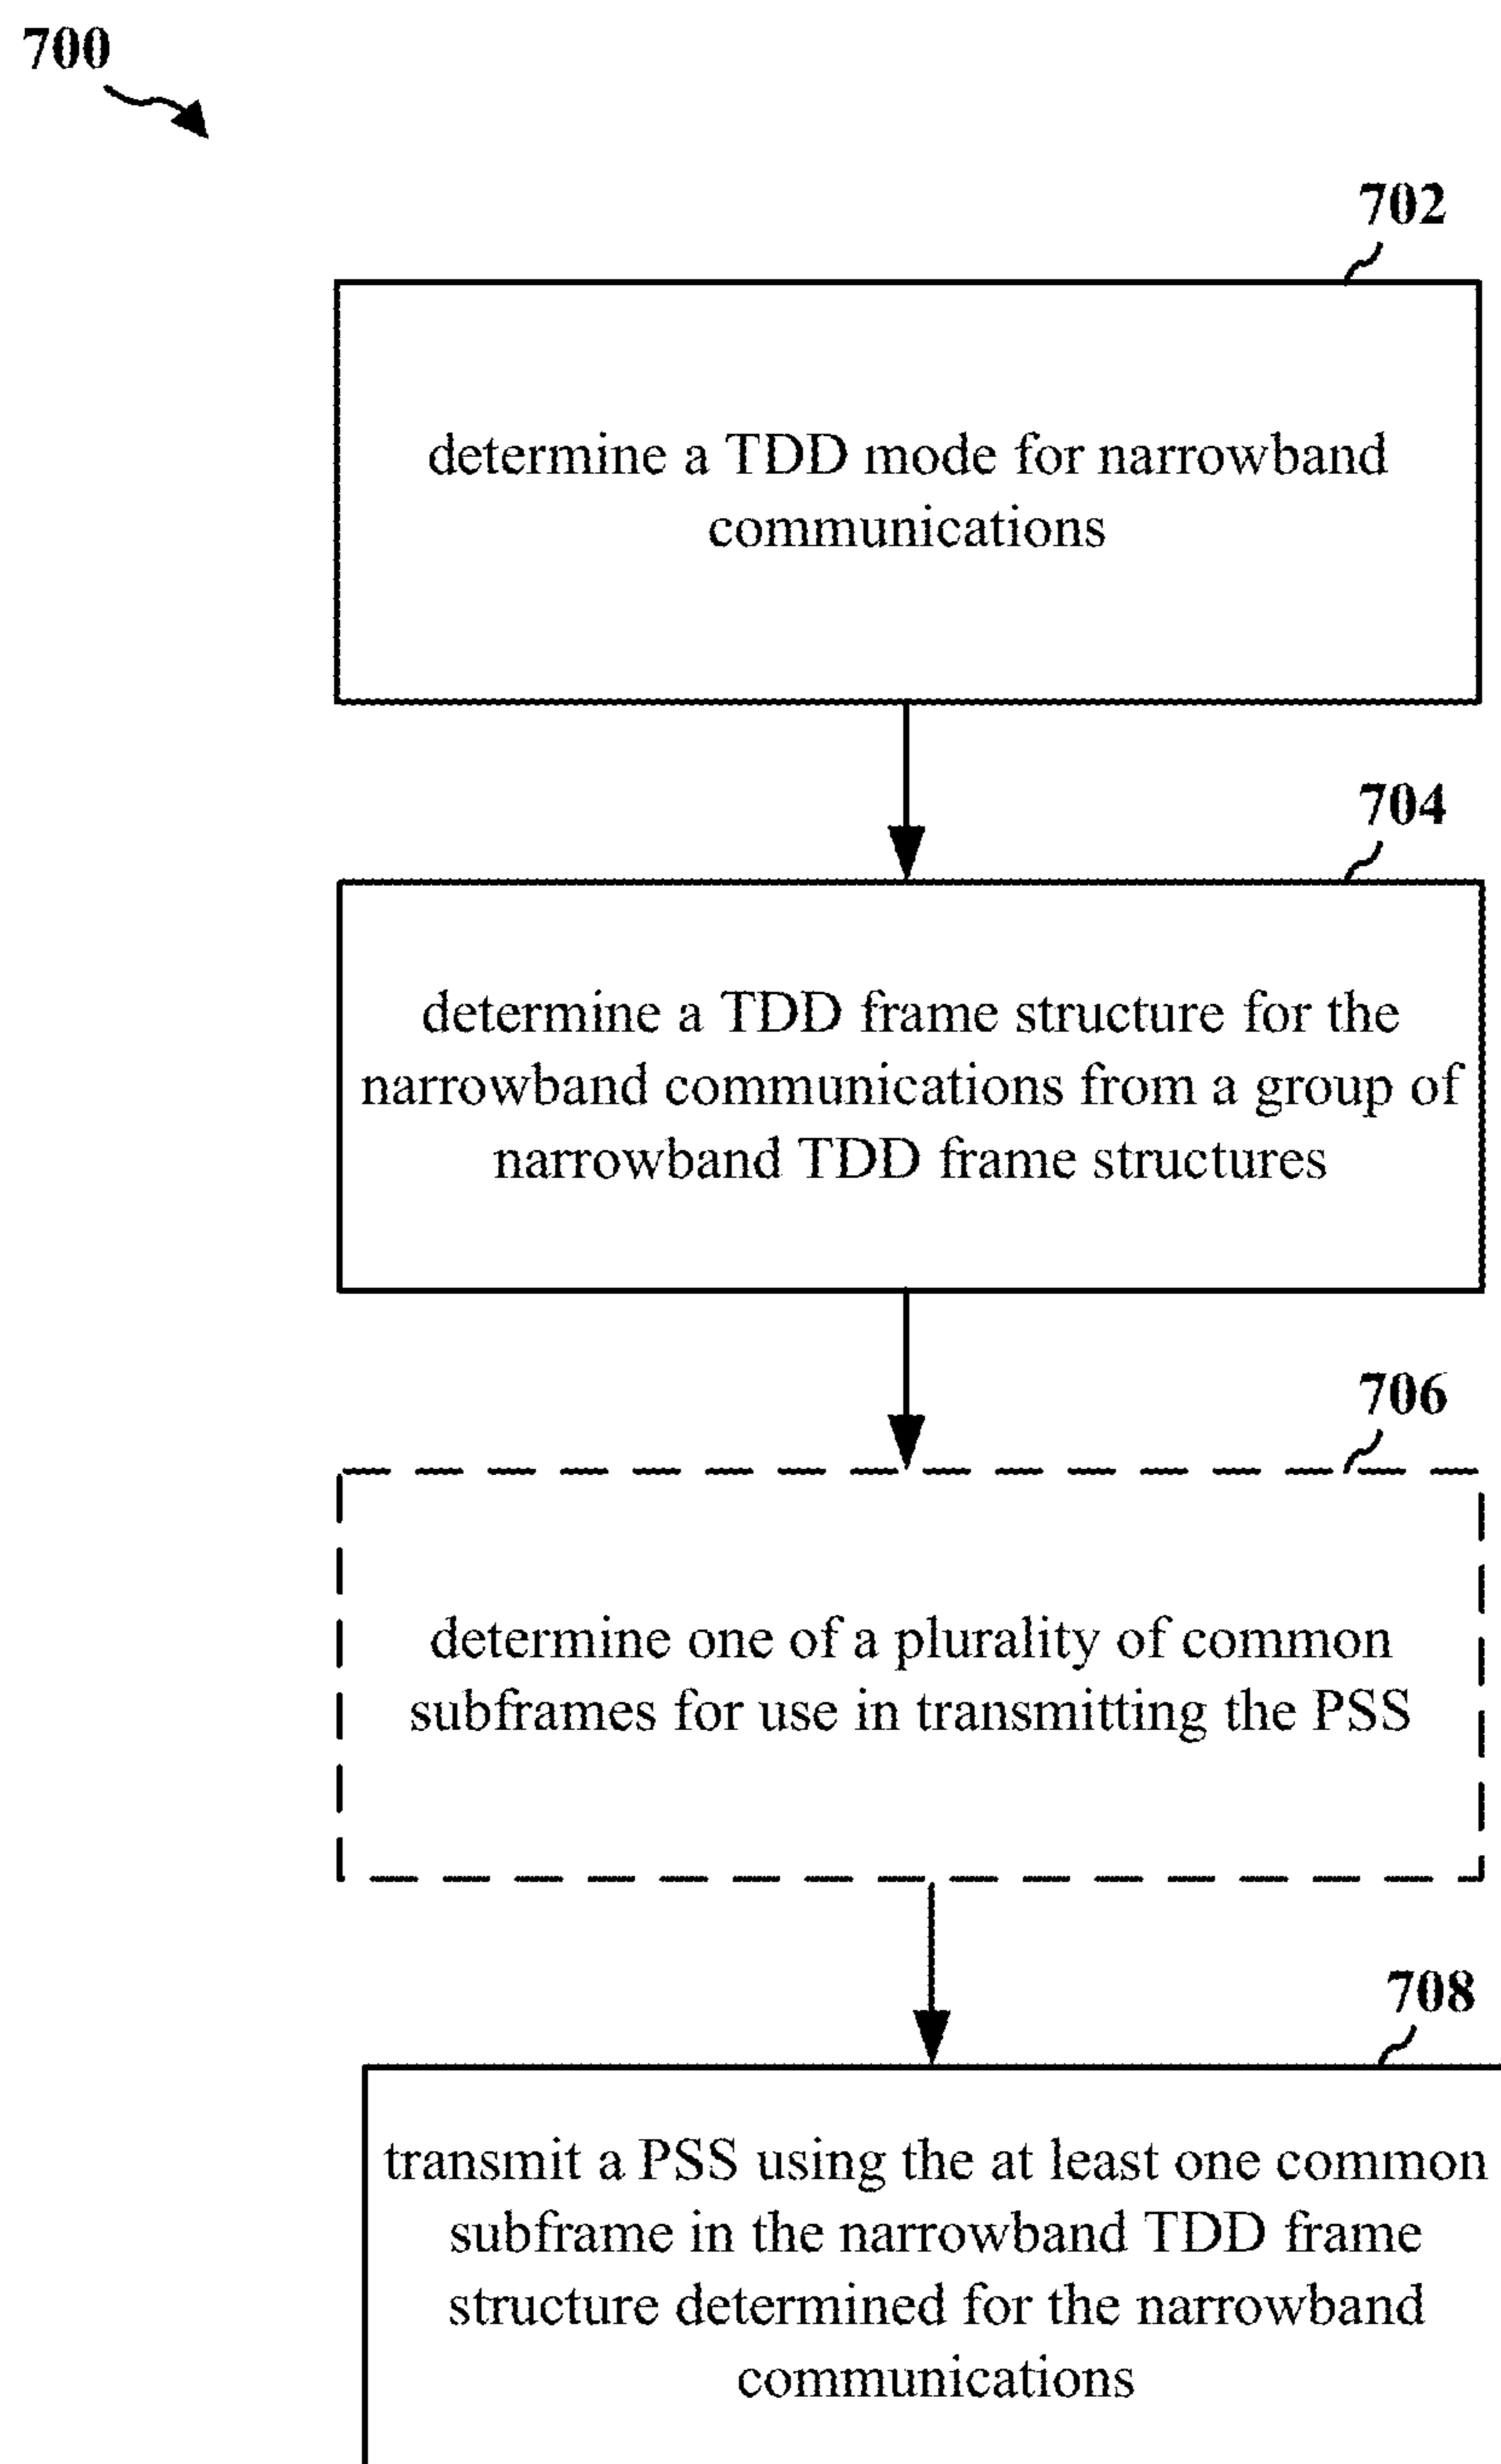 700
702
determine a TDD mode for narrowband
communications
704
determine a TDD frame structure for the
narrowband communications from a group of
narrowband TDD frame structures
706
determine one of a plurality of common
subframes for use in transmitting the PSS
708
transmit a PSS using the at least one common
subframe in the narrowband TDD frame
structure determined for the narrowband
communications